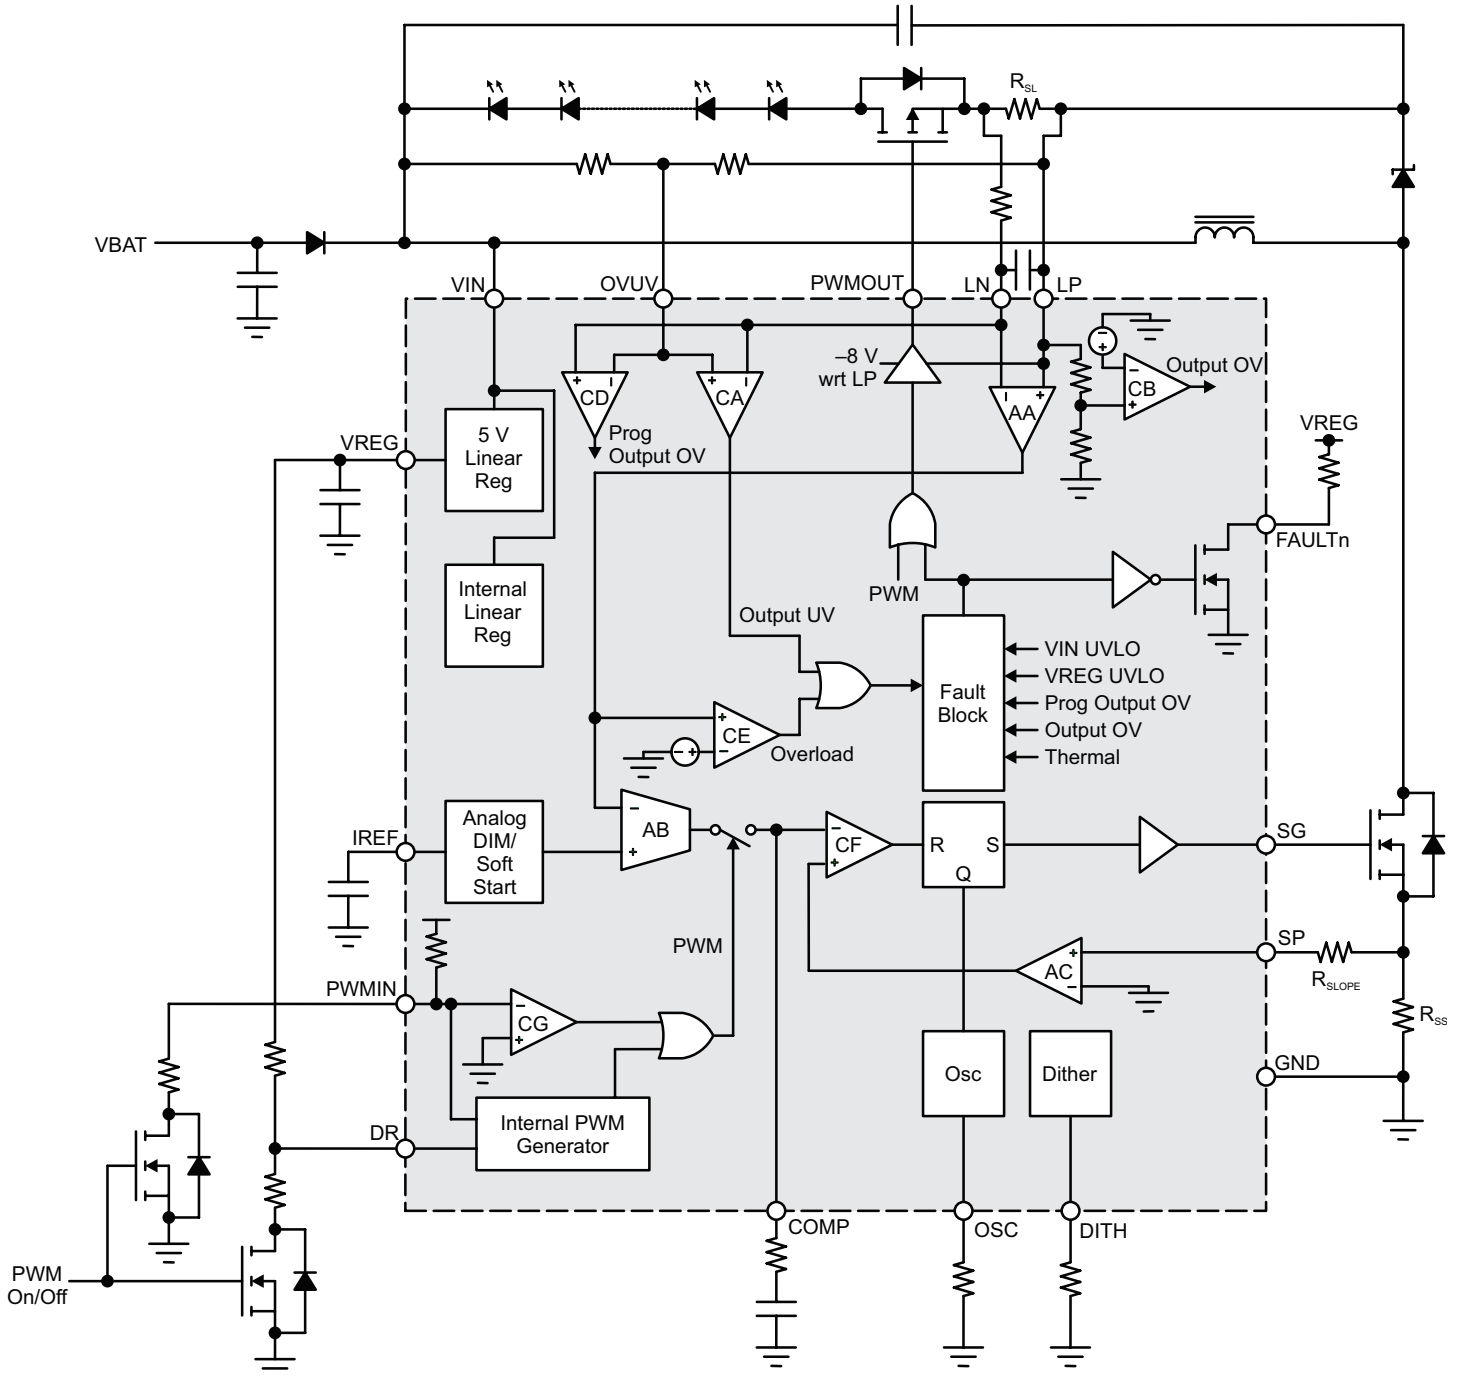 R_SL
VBAT
VIN
OVUV
PWMOUT
LN
LP
–8 V
wrt LP
+
–
CD
+
–
CA
–
+
AA
–
+
–
+
CB
Output OV
Prog
Output OV
VREG
5 V
Linear
Reg
VREG
FAULTn
Internal
Linear
Reg
PWM
Output UV
Fault
Block
VIN UVLO
VREG UVLO
Prog Output OV
Output OV
Thermal
+
–
CE
– +
Overload
IREF
Analog
DIM/
Soft
Start
–
+
AB
–
+
CF
R
S
Q
SG
PWM
+
–
AC
SP
R_SLOPE
R_SS
PWMIN
–
+
CG
Osc
Dither
GND
DR
Internal PWM
Generator
COMP
OSC
DITH
PWM
On/Off